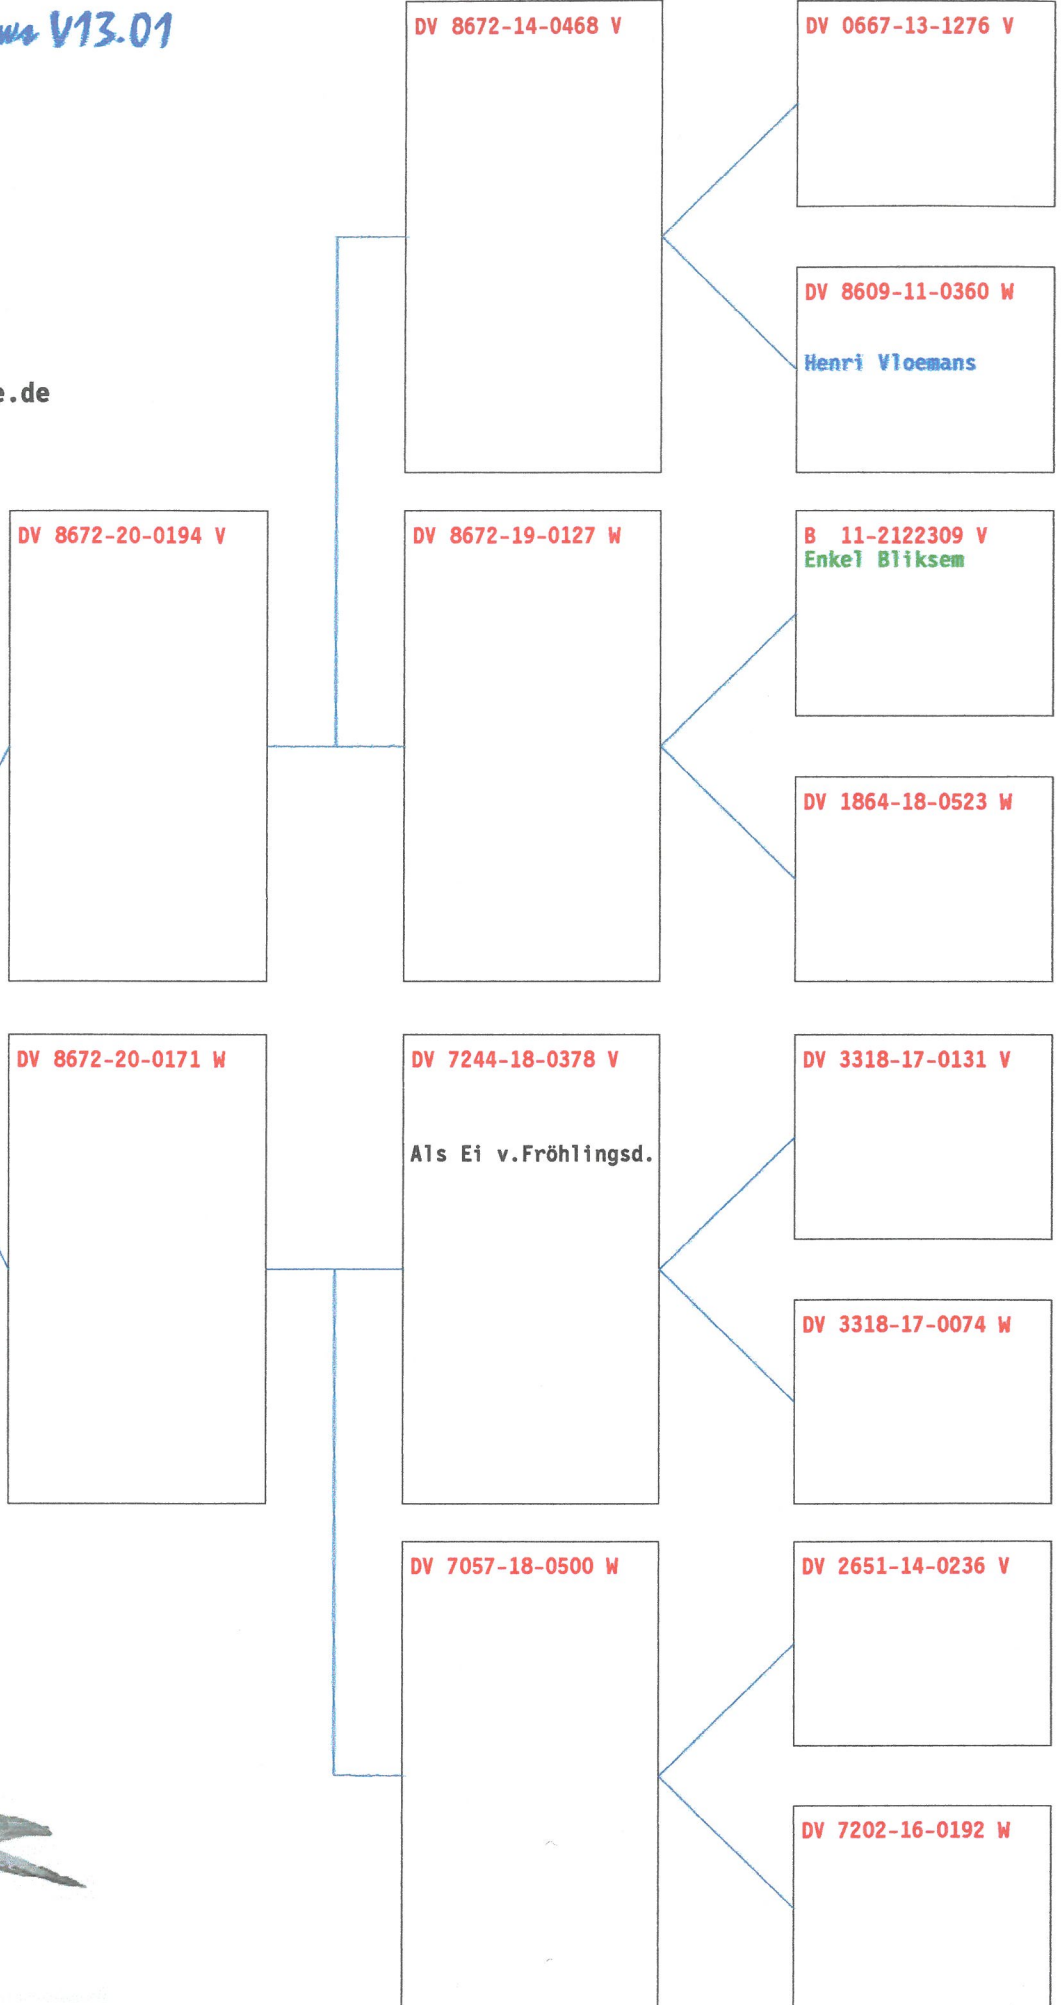 V13.01
e.de
DV 8672-20-0194 V
DV 8672-20-0171 W
DV 8672-14-0468 V
DV 8672-19-0127 W
DV 7244-18-0378 V
Als Ei v.Fröhlingsd.
DV 7057-18-0500 W
DV 0667-13-1276 V
DV 8609-11-0360 W
Henri Vloemans
B 11-2122309 V
Enkel Bliksem
DV 1864-18-0523 W
DV 3318-17-0131 V
DV 3318-17-0074 W
DV 2651-14-0236 V
DV 7202-16-0192 W